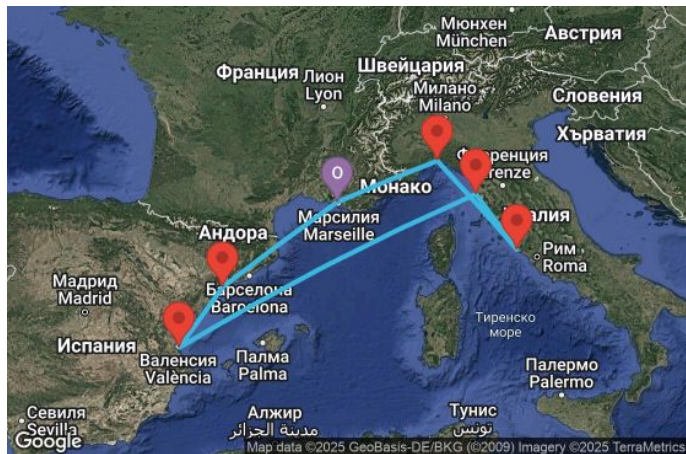 Мюнхен
München
Австрия
Швейцария
Франция
Лион
Lyon
Милано
Milano
Словения
Хърватия
Флоренция
Firenze
Монако
Марсилия
Marseille
Италия
Андора
Рим
Roma
Барселона
Barcelona
Мадрид
Madrid
Тиренско
море
Испания
Валенсия
València
Палма
Palma
Палермо
Palermo
Севиля
Sevilla
Алжир
مدينة الجزائر
Тунис
تونس
Google
Map data ©2025 GeoBasis-DE/BKG (©2009) Imagery ©2025 TerraMetrics
O